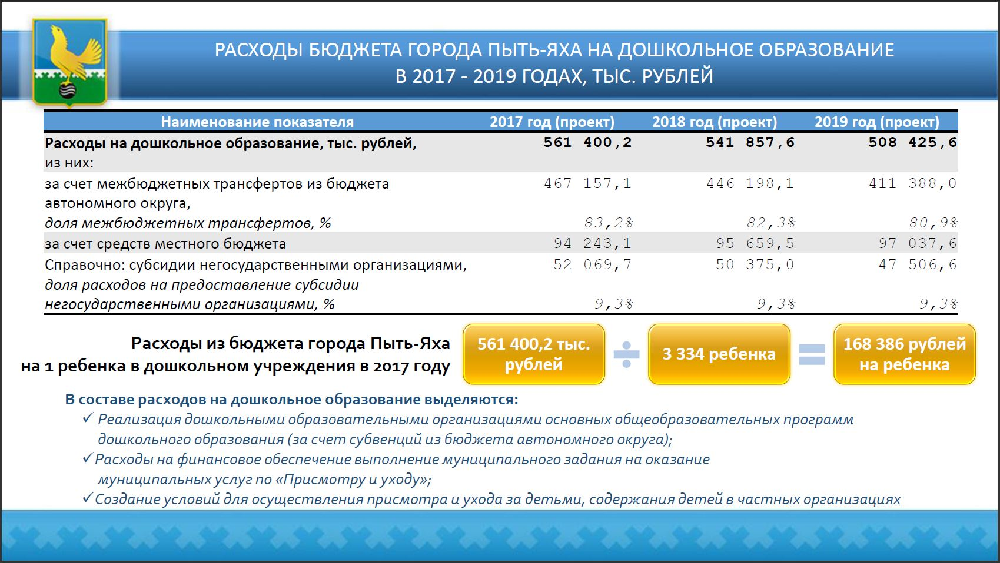 РАСХОДЫ БЮДЖЕТА ГОРОДА ПЫТЬ-ЯХА НА ДОШКОЛЬНОЕ ОБРАЗОВАНИЕ
В 2017 - 2019 ГОДАХ, ТЫС. РУБЛЕЙ
Наименование показателя 2017 год (проект) 2018 год (проект) 2019 год (проект)
Расходы на дошкольное образование, тыс. рублей, 561 400,2 541 857,6 508 425,6
из них:
за счет межбюджетных трансфертов из бюджета 467 157,1 446 198,1 411 388,0
автономного округа,
доля межбюджетных трансфертов, % 83,2% 82,3% 80,9%
за счет средств местного бюджета 94 243,1 95 659,5 97 037,6
Справочно: субсидии негосударственными организациями, 52 069,7 50 375,0 47 506,6
доля расходов на предоставление субсидии
негосударственными организациями, % 9,3% 9,3% 9,3%
Расходы из бюджета города Пыть-Яха
на 1 ребенка в дошкольном учреждения в 2017 году
561 400,2 тыс.
рублей
÷
3 334 ребенка
=
168 386 рублей
на ребенка
В составе расходов на дошкольное образование выделяются:
✓ Реализация дошкольными образовательными организациями основных общеобразовательных программ
дошкольного образования (за счет субвенций из бюджета автономного округа);
✓Расходы на финансовое обеспечение выполнение муниципального задания на оказание
муниципальных услуг по «Присмотру и уходу»;
✓Создание условий для осуществления присмотра и ухода за детьми, содержания детей в частных организациях